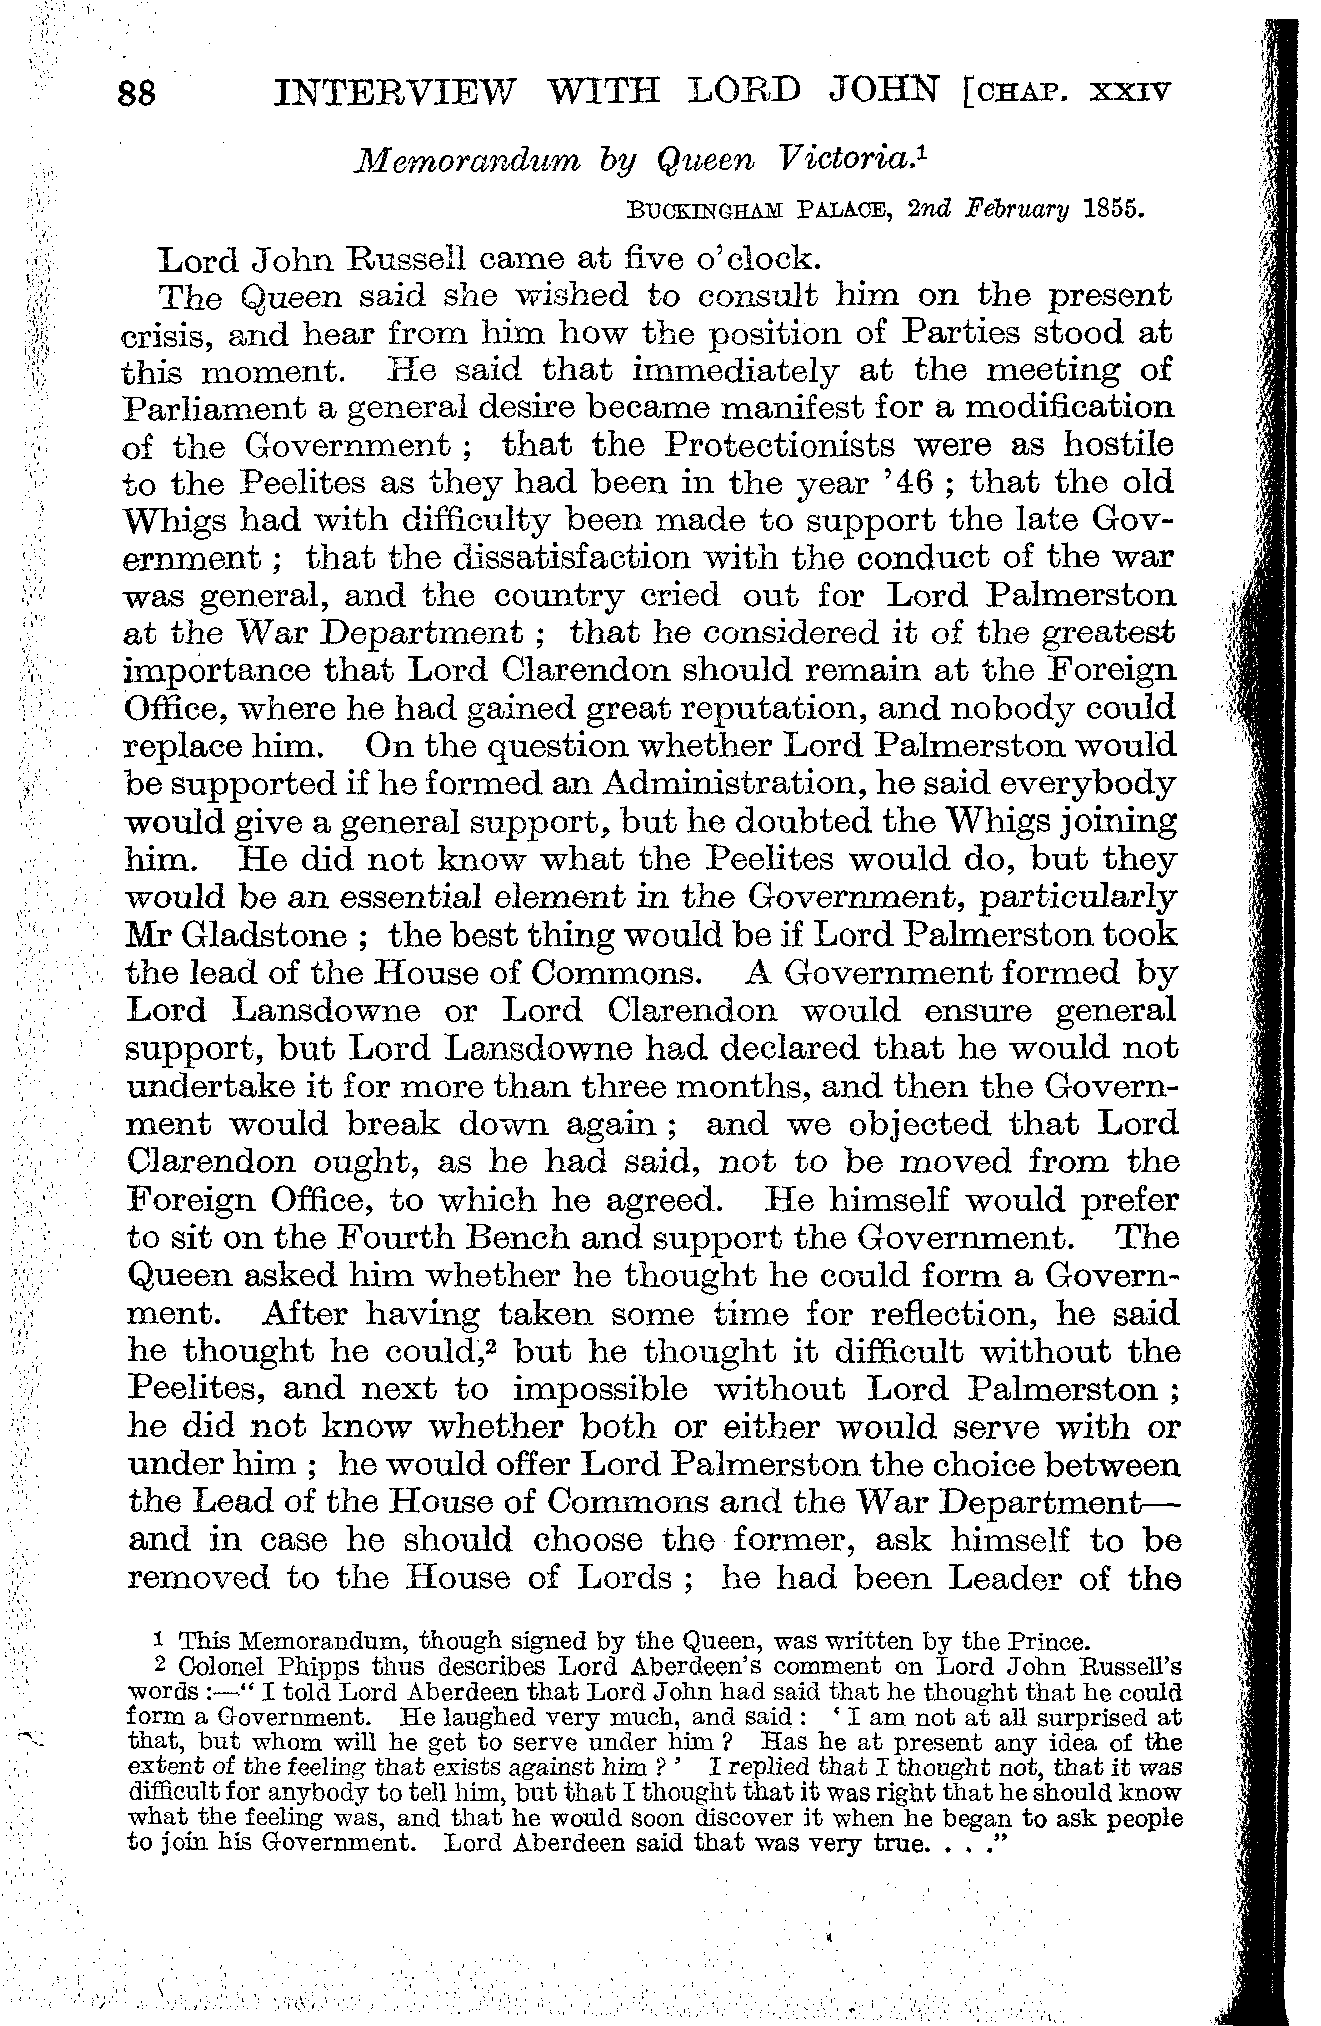 88 INTERVIEW WITH LORD JOHN [CHAP. XXIV
Memorandum by Queen Victoria.¹
BUCKINGHAM PALACE, 2nd February 1855.
Lord John Russell came at five o'clock.
The Queen said she wished to consult him on the present
crisis, and hear from him how the position of Parties stood at
this moment. He said that immediately at the meeting of
Parliament a general desire became manifest for a modification
of the Government ; that the Protectionists were as hostile
to the Peelites as they had been in the year '46 ; that the old
Whigs had with difficulty been made to support the late Gov-
ernment ; that the dissatisfaction with the conduct of the war
was general, and the country cried out for Lord Palmerston
at the War Department ; that he considered it of the greatest
importance that Lord Clarendon should remain at the Foreign
Office, where he had gained great reputation, and nobody could
replace him. On the question whether Lord Palmerston would
be supported if he formed an Administration, he said everybody
would give a general support, but he doubted the Whigs joining
him. He did not know what the Peelites would do, but they
would be an essential element in the Government, particularly
Mr Gladstone ; the best thing would be if Lord Palmerston took
the lead of the House of Commons. A Government formed by
Lord Lansdowne or Lord Clarendon would ensure general
support, but Lord Lansdowne had declared that he would not
undertake it for more than three months, and then the Govern-
ment would break down again ; and we objected that Lord
Clarendon ought, as he had said, not to be moved from the
Foreign Office, to which he agreed. He himself would prefer
to sit on the Fourth Bench and support the Government. The
Queen asked him whether he thought he could form a Govern-
ment. After having taken some time for reflection, he said
he thought he could,² but he thought it difficult without the
Peelites, and next to impossible without Lord Palmerston ;
he did not know whether both or either would serve with or
under him ; he would offer Lord Palmerston the choice between
the Lead of the House of Commons and the War Department—
and in case he should choose the former, ask himself to be
removed to the House of Lords ; he had been Leader of the
1 This Memorandum, though signed by the Queen, was written by the Prince.
2 Colonel Phipps thus describes Lord Aberdeen's comment on Lord John Russell's
words :—" I told Lord Aberdeen that Lord John had said that he thought that he could
form a Government. He laughed very much, and said : ' I am not at all surprised at
that, but whom will he get to serve under him ? Has he at present any idea of the
extent of the feeling that exists against him ? ' I replied that I thought not, that it was
difficult for anybody to tell him, but that I thought that it was right that he should know
what the feeling was, and that he would soon discover it when he began to ask people
to join his Government. Lord Aberdeen said that was very true. . . ."